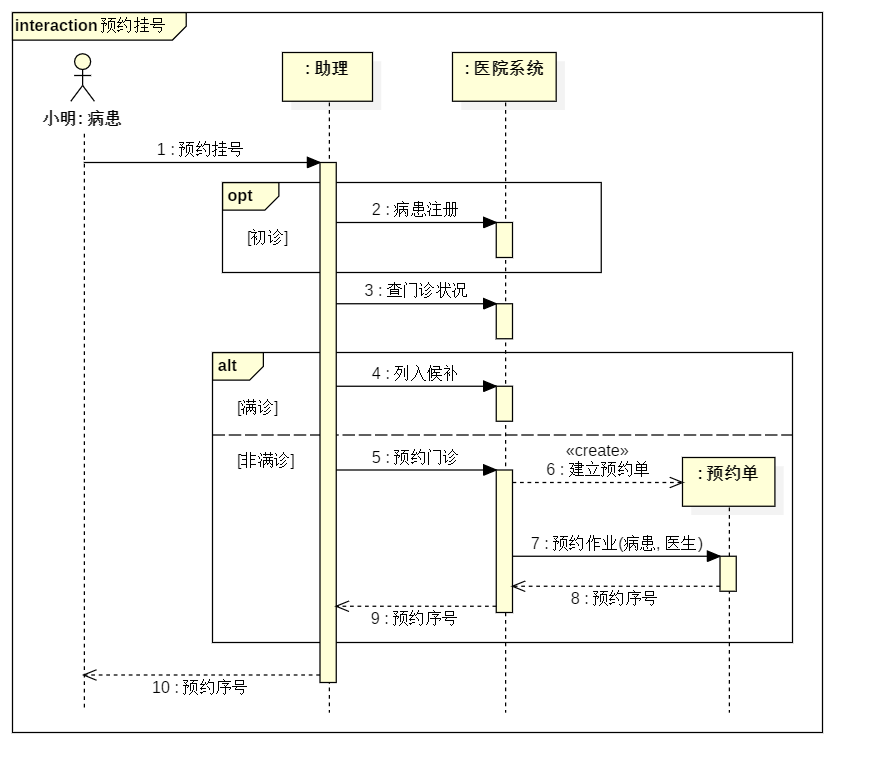 interaction 预约挂号
: 助理
: 医院系统
小明: 病患
1 : 预约挂号
opt
2 : 病患注册
[初诊]
3 : 查门诊状况
alt
4 : 列入候补
[满诊]
[非满诊]
5 : 预约门诊
«create»
6 : 建立预约单
: 预约单
7 : 预约作业(病患, 医生)
8 : 预约序号
9 : 预约序号
10 : 预约序号